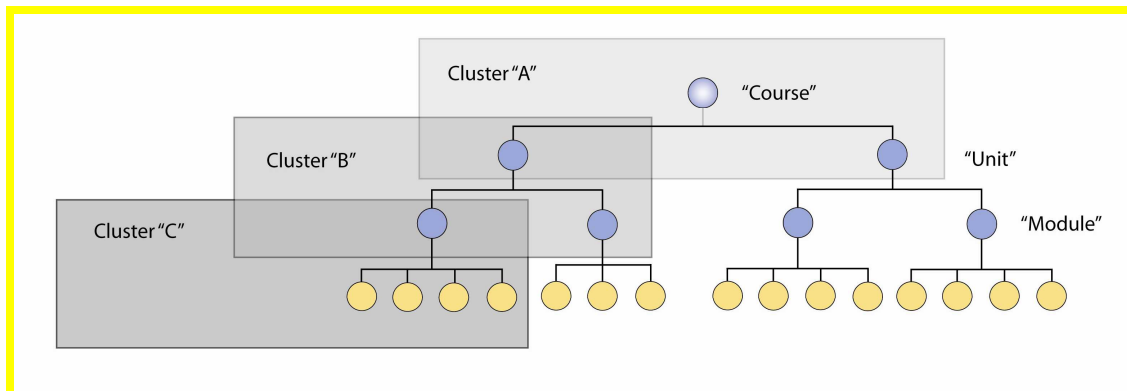 Cluster “A”
“Course”
Cluster “B”
“Unit”
Cluster “C”
“Module”